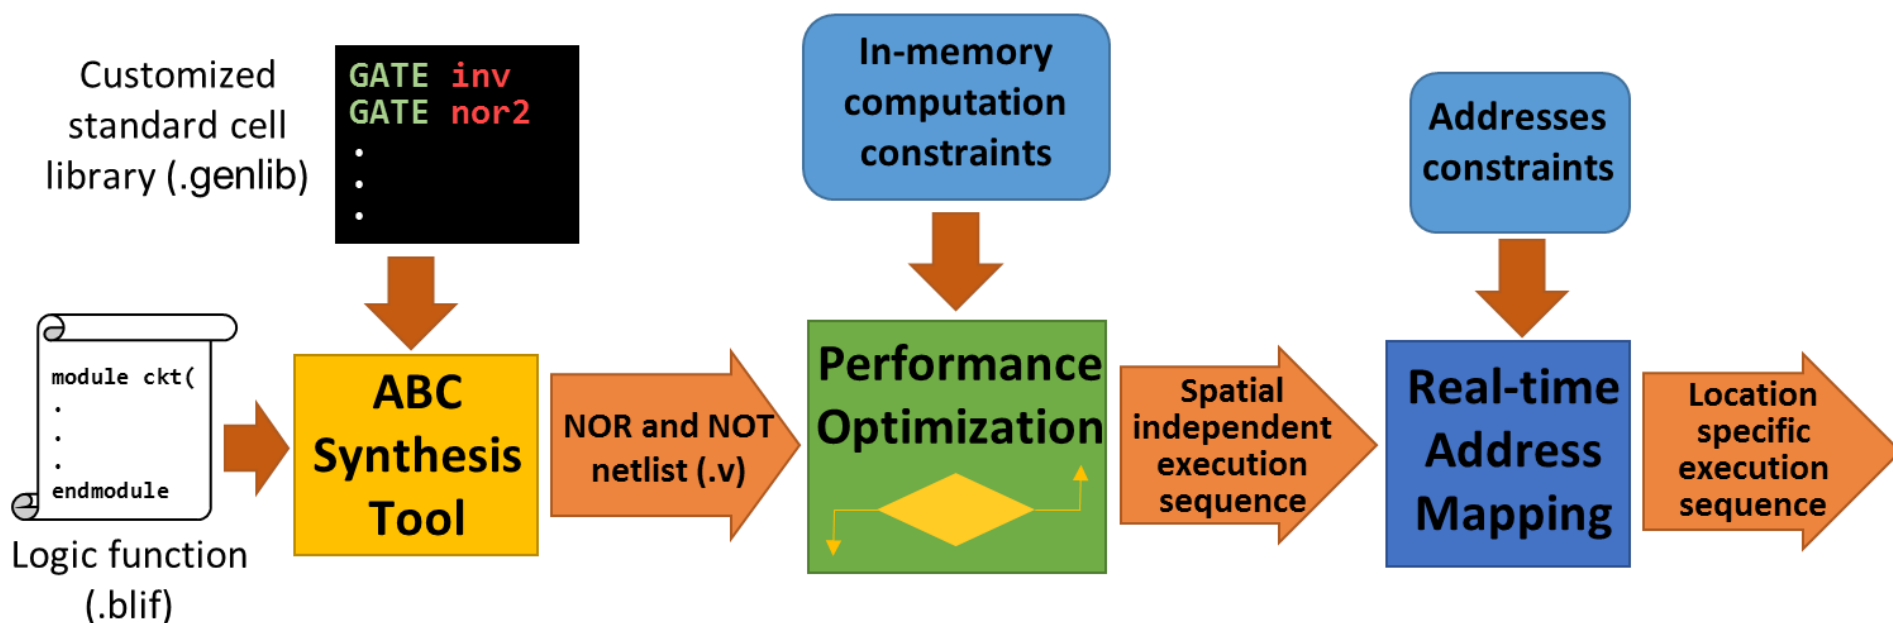 Customized
standard cell
library (.genlib)
GATE inv
GATE nor2
.
.
.
In-memory
computation
constraints
Addresses
constraints
module ckt(
.
.
.
endmodule
Logic function
(.blif)
ABC
Synthesis
Tool
NOR and NOT
netlist (.v)
Performance
Optimization
Spatial
independent
execution
sequence
Real-time
Address
Mapping
Location
specific
execution
sequence